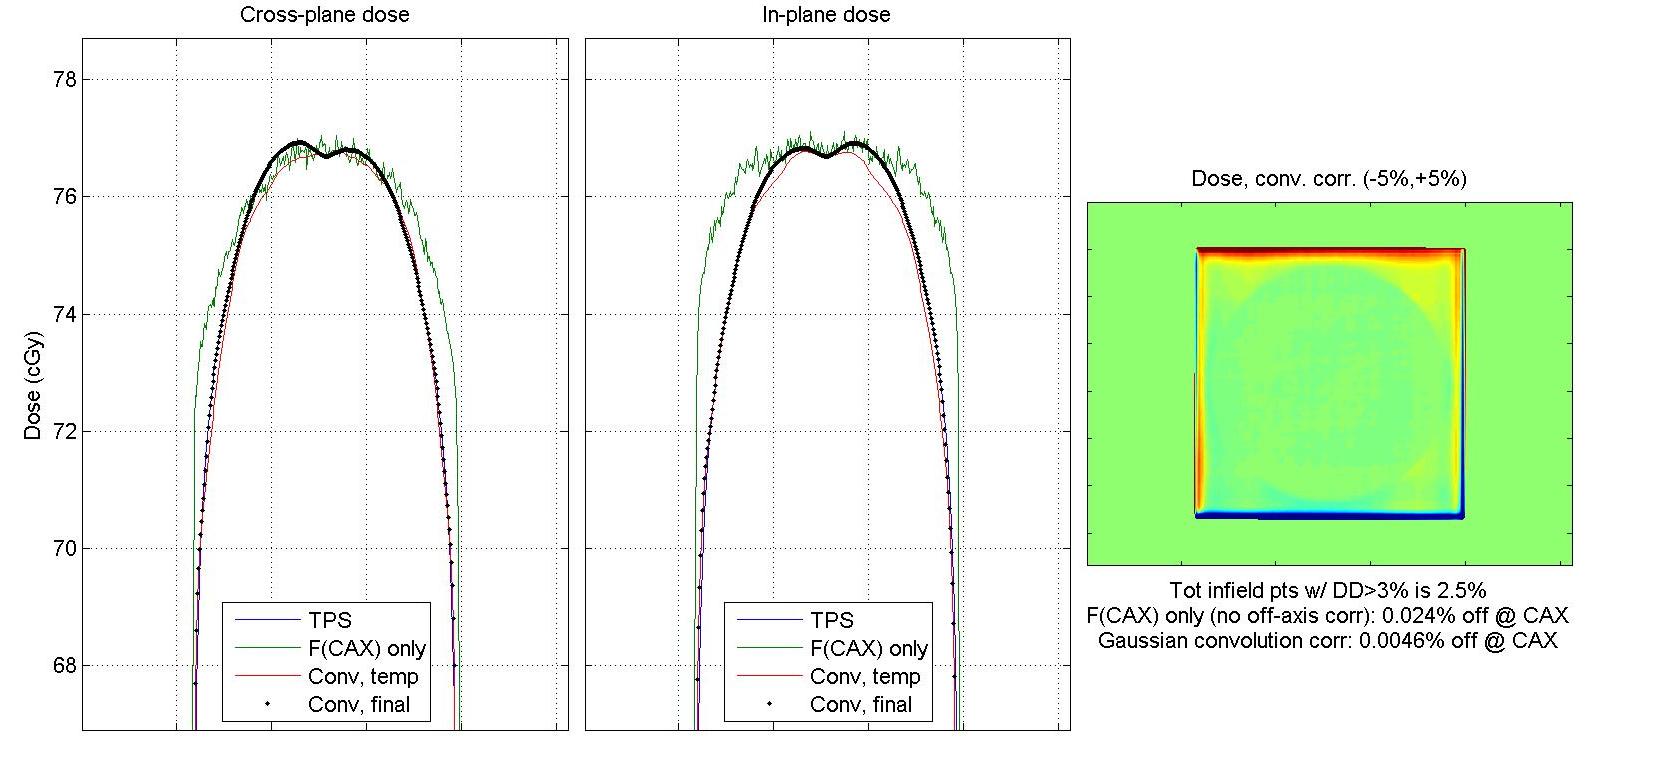 Cross-plane dose
In-plane dose
78
76
74
72
70
68
Dose (cGy)
TPS
F(CAX) only
Conv, temp
Conv, final
TPS
F(CAX) only
Conv, temp
Conv, final
Dose, conv. corr. (-5%,+5%)
Tot infield pts w/ DD>3% is 2.5%
F(CAX) only (no off-axis corr): 0.024% off @ CAX
Gaussian convolution corr: 0.0046% off @ CAX